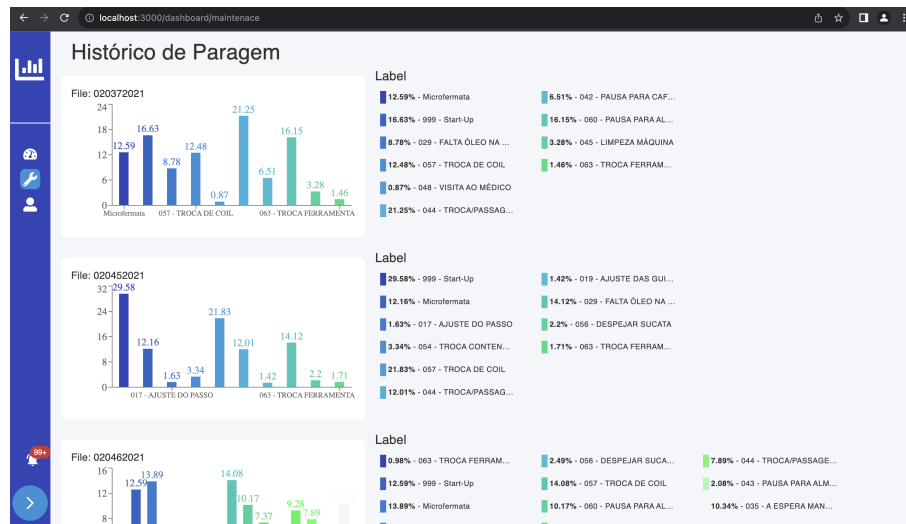 localhost:3000/dashboard/maintenace
Histórico de Paragem
File: 020372021
24
18
12
6
0
12.59
16.63
8.78
12.48
0.87
21.25
6.51
16.15
3.28
1.46
Microfermata
057 - TROCA DE COIL
063 - TROCA FERRAMENTA
Label
12.59% - Microfermata
16.63% - 999 - Start-Up
8.78% - 029 - FALTA ÓLEO NA ...
12.48% - 057 - TROCA DE COIL
0.87% - 048 - VISITA AO MÉDICO
21.25% - 044 - TROCA/PASSAG...
6.51% - 042 - PAUSA PARA CAF...
16.15% - 060 - PAUSA PARA AL...
3.28% - 045 - LIMPEZA MÀQUINA
1.46% - 063 - TROCA FERRAM...
File: 020452021
32
24
16
8
0
29.58
12.16
1.63
3.34
21.83
12.01
1.42
14.12
2.2
1.71
017 - AJUSTE DO PASSO
063 - TROCA FERRAMENTA
Label
29.58% - 999 - Start-Up
12.16% - Microfermata
1.63% - 017 - AJUSTE DO PASSO
3.34% - 054 - TROCA CONTEN...
21.83% - 057 - TROCA DE COIL
12.01% - 044 - TROCA/PASSAG...
1.42% - 019 - AJUSTE DAS GUI...
14.12% - 029 - FALTA ÓLEO NA ...
2.2% - 056 - DESPEJAR SUCATA
1.71% - 063 - TROCA FERRAM...
99+
File: 020462021
16
12
8
12.59
13.89
14.08
10.17
7.37
9.28
7.89
10.34
Label
0.98% - 063 - TROCA FERRAM...
12.59% - 999 - Start-Up
13.89% - Microfermata
2.49% - 056 - DESPEJAR SUCA...
14.08% - 057 - TROCA DE COIL
10.17% - 060 - PAUSA PARA AL...
7.89% - 044 - TROCA/PASSAGE...
2.08% - 043 - PAUSA PARA ALM...
10.34% - 035 - A ESPERA MAN...